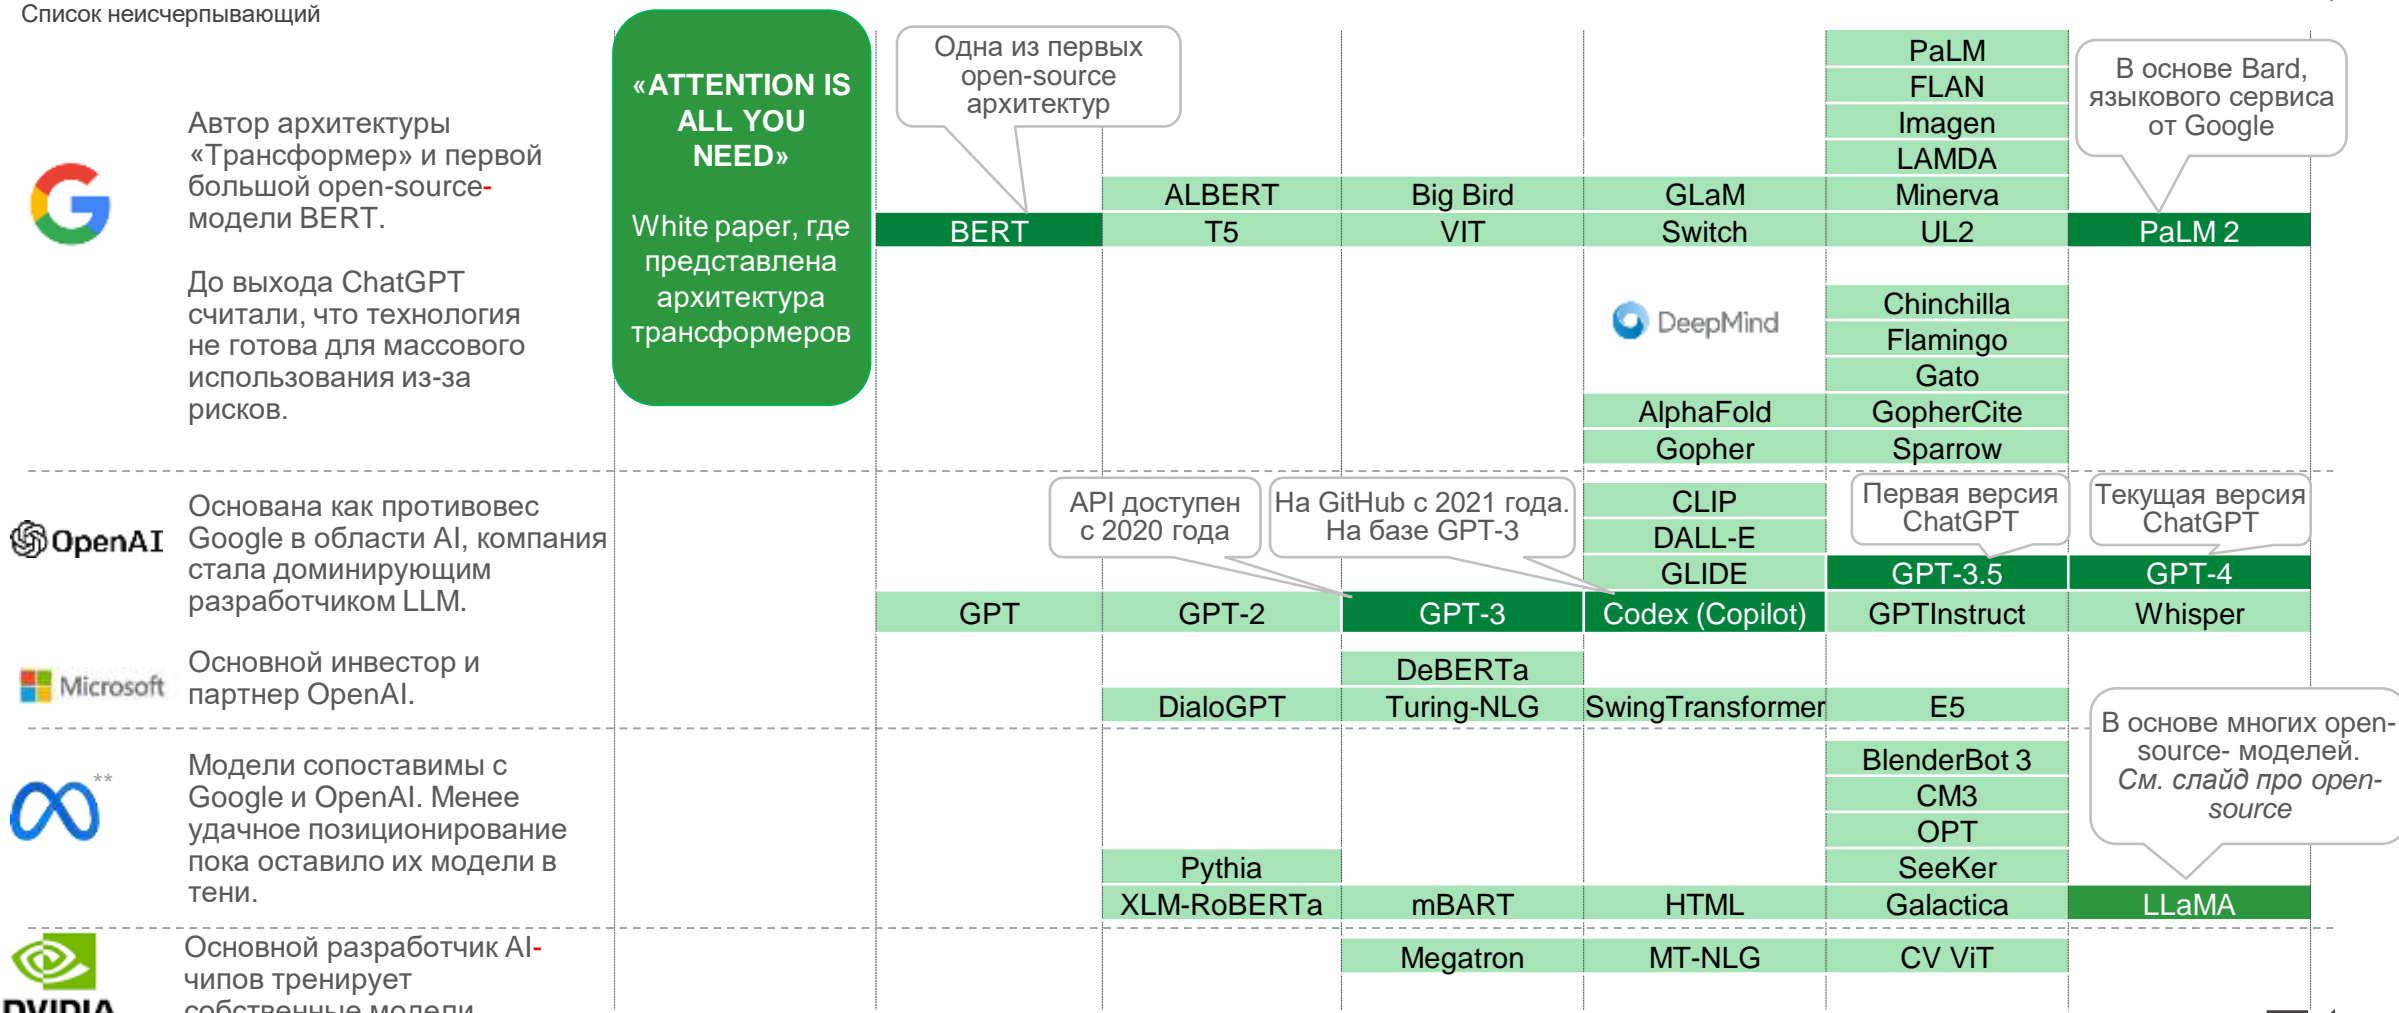 Список неисчерпывающий
«ATTENTION IS
ALL YOU
NEED»
White paper, где
представлена
архитектура
трансформеров
Автор архитектуры
«Трансформер» и первой
большой open-source-
модели BERT.
До выхода ChatGPT
считали, что технология
не готова для массового
использования из-за
рисков.
Одна из первых
open-source
архитектур
В основе Bard,
языкового сервиса
от Google
PaLM
FLAN
Imagen
LAMDA
ALBERT
Big Bird
GLaM
Minerva
BERT
T5
VIT
Switch
UL2
PaLM 2
DeepMind
Chinchilla
Flamingo
Gato
AlphaFold
GopherCite
Gopher
Sparrow
OpenAI
Основана как противовес
Google в области AI, компания
стала доминирующим
разработчиком LLM.
API доступен
с 2020 года
На GitHub с 2021 года.
На базе GPT-3
Первая версия
ChatGPT
Текущая версия
ChatGPT
CLIP
DALL-E
GLIDE
GPT-3.5
GPT-4
GPT
GPT-2
GPT-3
Codex (Copilot)
GPTInstruct
Whisper
Microsoft
Основной инвестор и
партнер OpenAI.
DeBERTa
DialoGPT
Turing-NLG
SwingTransformer
E5
В основе многих open-
source- моделей.
См. слайд про open-
source
**
Модели сопоставимы с
Google и OpenAI. Менее
удачное позиционирование
пока оставило их модели в
тени.
BlenderBot 3
CM3
OPT
Pythia
SeeKer
XLM-RoBERTa
mBART
HTML
Galactica
LLaMA
Основной разработчик AI-
чипов тренирует
собственные модели
Megatron
MT-NLG
CV ViT